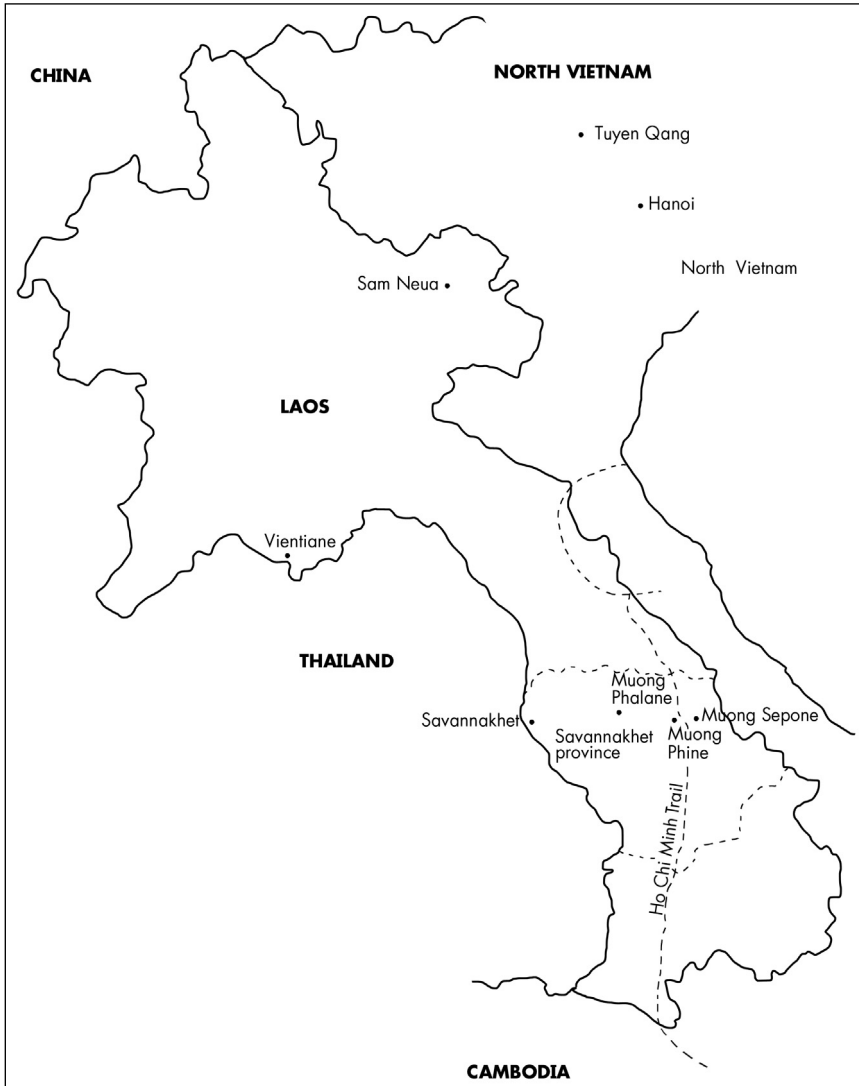 CHINA
NORTH VIETNAM
Tuyen Qang
Hanoi
North Vietnam
Sam Neua
LAOS
Vientiane
THAILAND
Muong
Phalane
Savannakhet
Muong Sepone
Savannakhet
province
Muong
Phine
Ho Chi Minh Trail
CAMBODIA